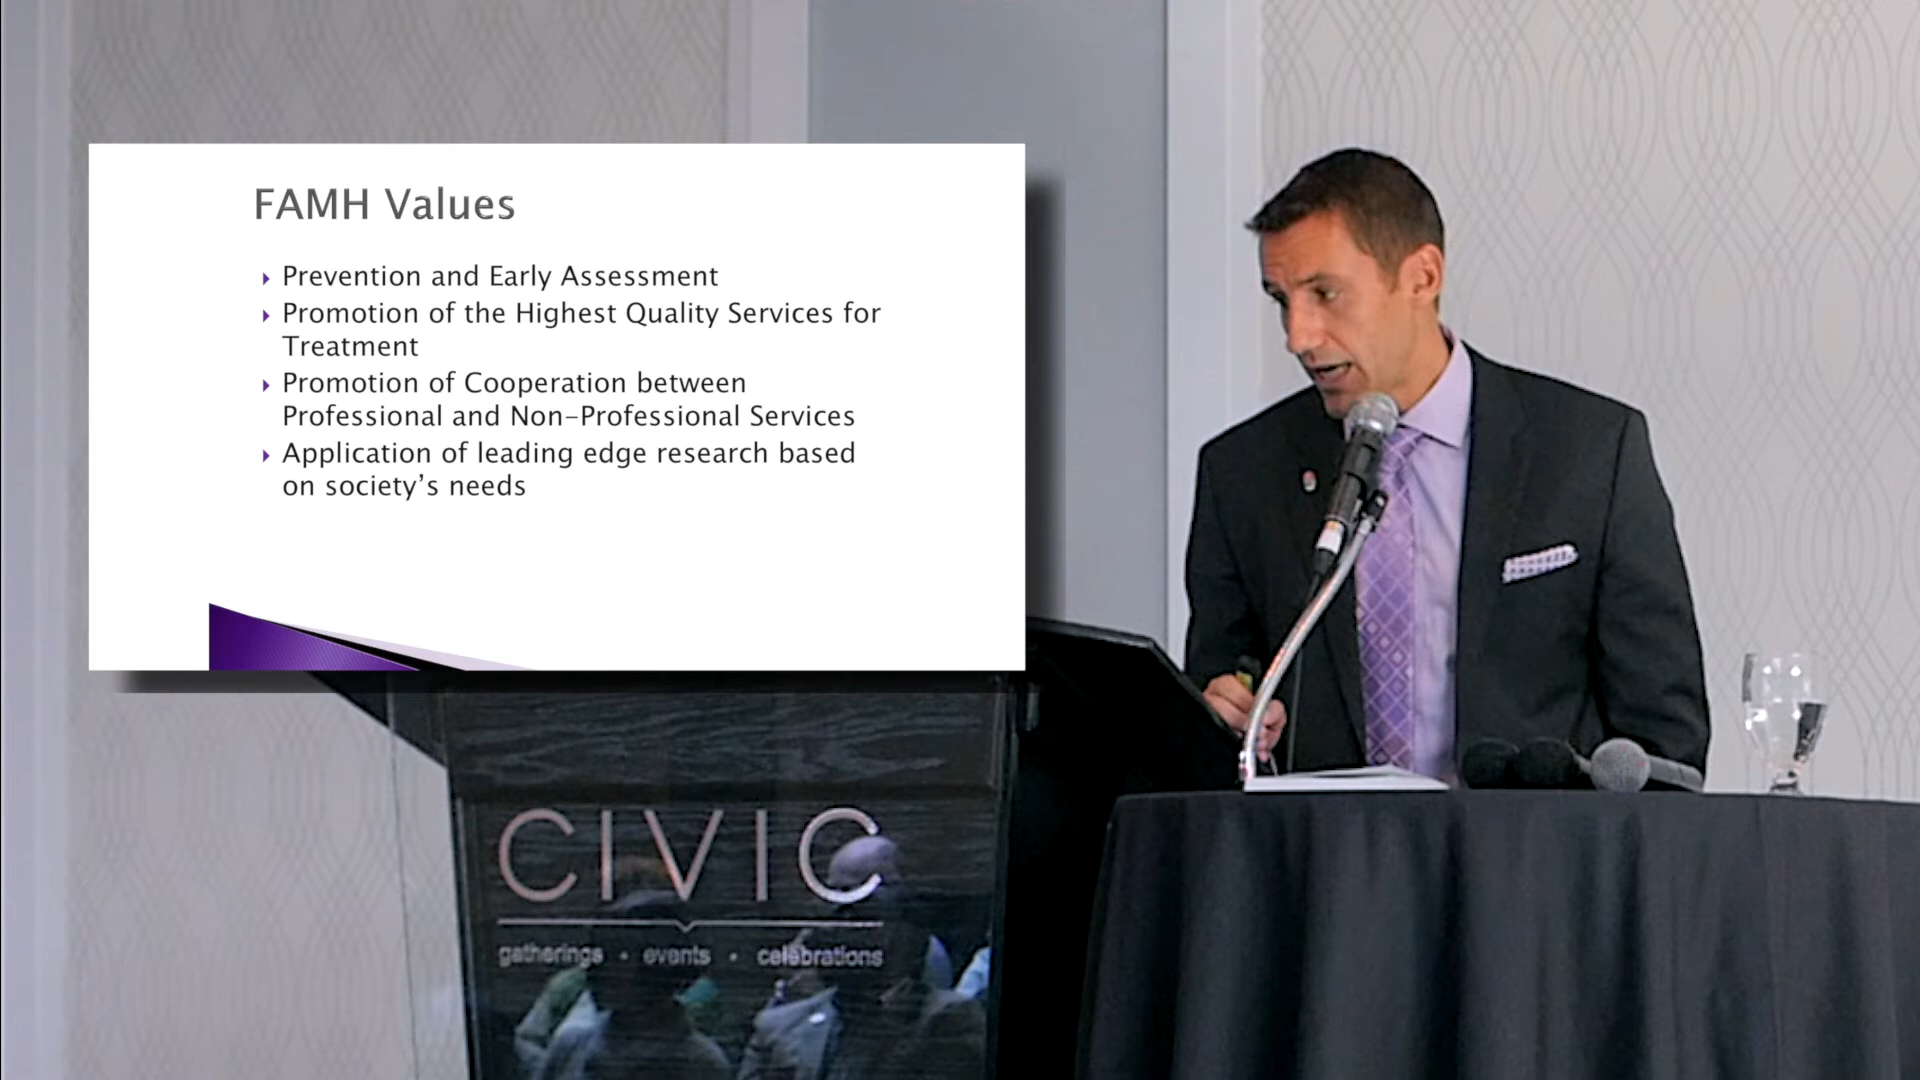 FAMH Values
Prevention and Early Assessment
Promotion of the Highest Quality Services for
Treatment
Promotion of Cooperation between
Professional and Non-Professional Services
Application of leading edge research based
on society's needs
CIVIC
gatherings • events • celebrations